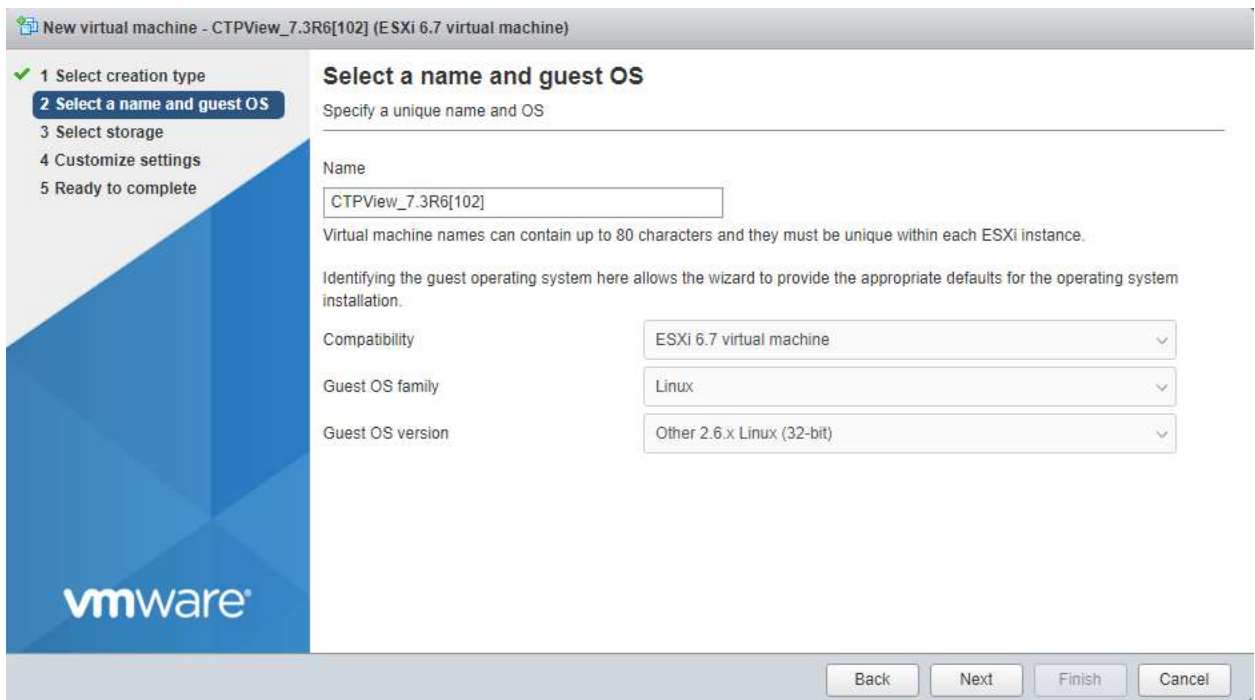 New virtual machine - CTPView_7.3R6[102] (ESXi 6.7 virtual machine)
1 Select creation type
2 Select a name and guest OS
3 Select storage
4 Customize settings
5 Ready to complete
vmware®
Select a name and guest OS
Specify a unique name and OS
Name
CTPView_7.3R6[102]
Virtual machine names can contain up to 80 characters and they must be unique within each ESXi instance.
Identifying the guest operating system here allows the wizard to provide the appropriate defaults for the operating system
installation.
Compatibility
ESXi 6.7 virtual machine
Guest OS family
Linux
Guest OS version
Other 2.6.x Linux (32-bit)
Back
Next
Finish
Cancel